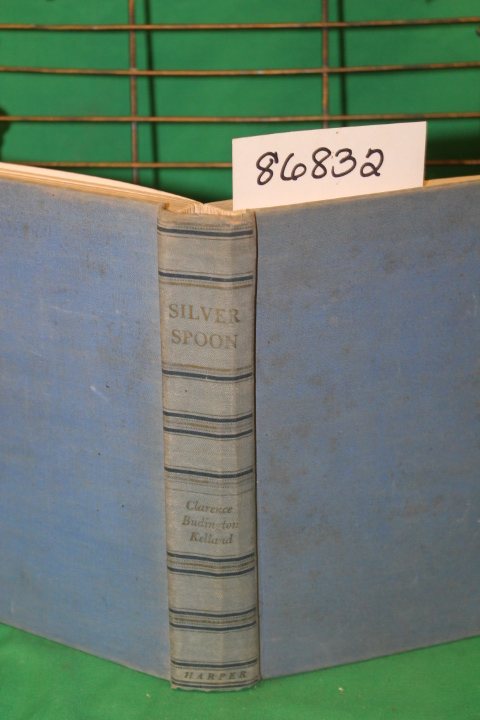 86832
SILVER
SPOON
Clarence
Budington
Kelland
HARPER